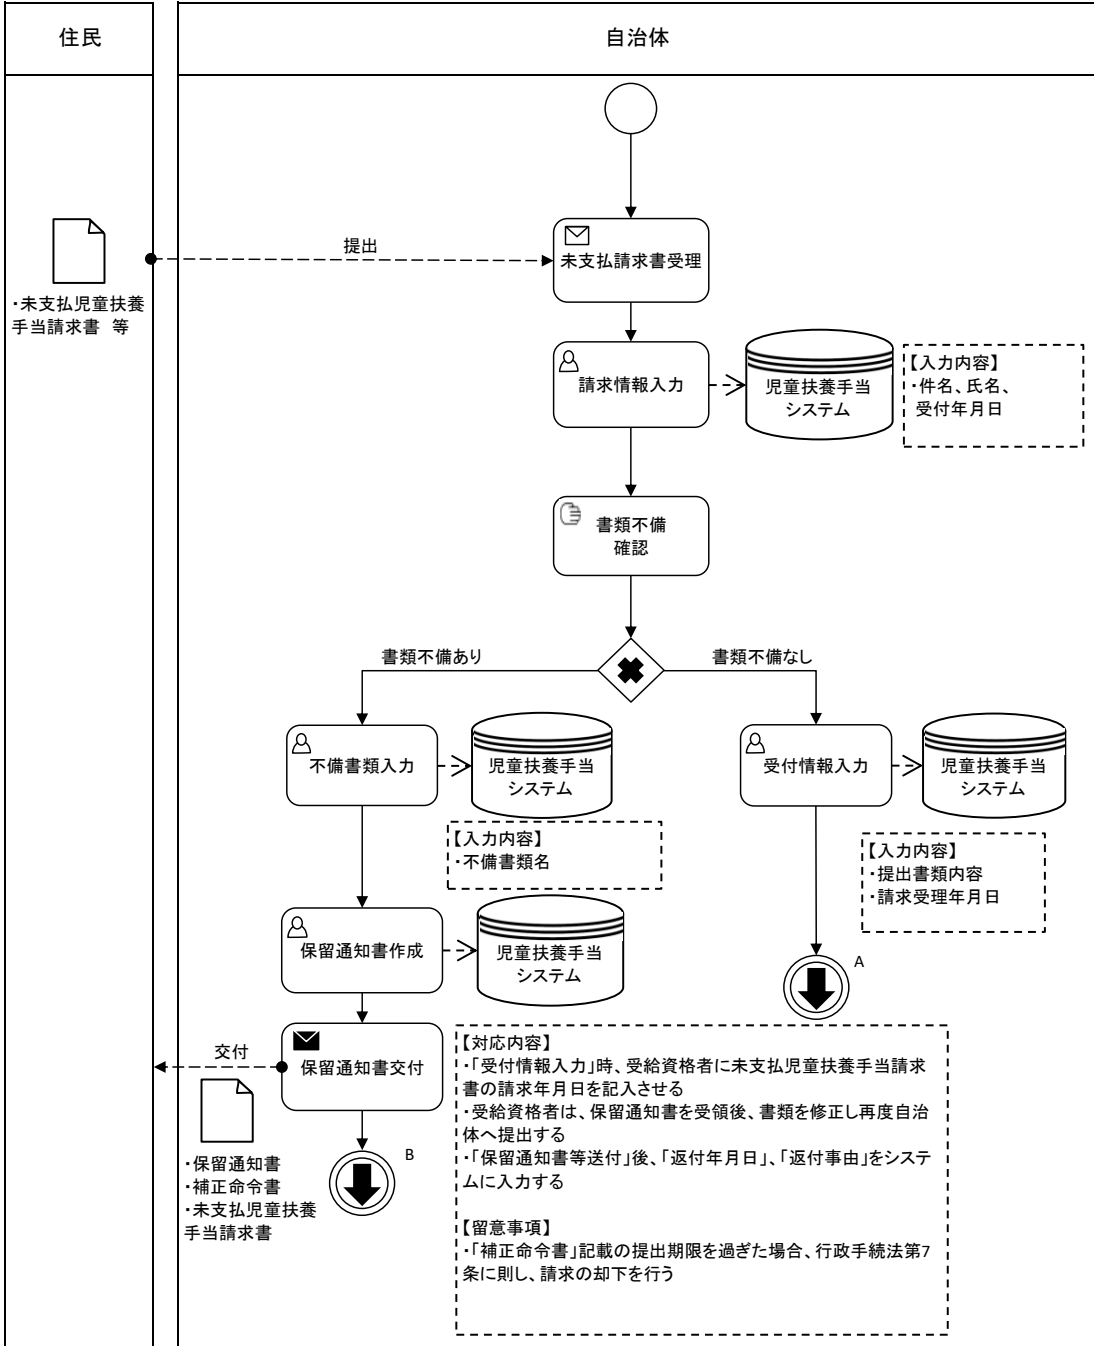 住民
自治体
提出
・未支払児童扶養
手当請求書 等
未支払請求書受理
請求情報入力
児童扶養手当
システム
【入力内容】
・件名、氏名、
受付年月日
書類不備
確認
書類不備あり
書類不備なし
不備書類入力
児童扶養手当
システム
【入力内容】
・不備書類名
受付情報入力
児童扶養手当
システム
【入力内容】
・提出書類内容
・請求受理年月日
保留通知書作成
児童扶養手当
システム
A
交付
保留通知書交付
・保留通知書
・補正命令書
・未支払児童扶養
手当請求書
B
【対応内容】
・「受付情報入力」時、受給資格者に未支払児童扶養手当請求
書の請求年月日を記入させる
・受給資格者は、保留通知書を受領後、書類を修正し再度自治
体へ提出する
・「保留通知書等送付」後、「返付年月日」、「返付事由」をシステ
ムに入力する
【留意事項】
・「補正命令書」記載の提出期限を過ぎた場合、行政手続法第7
条に則し、請求の却下を行う